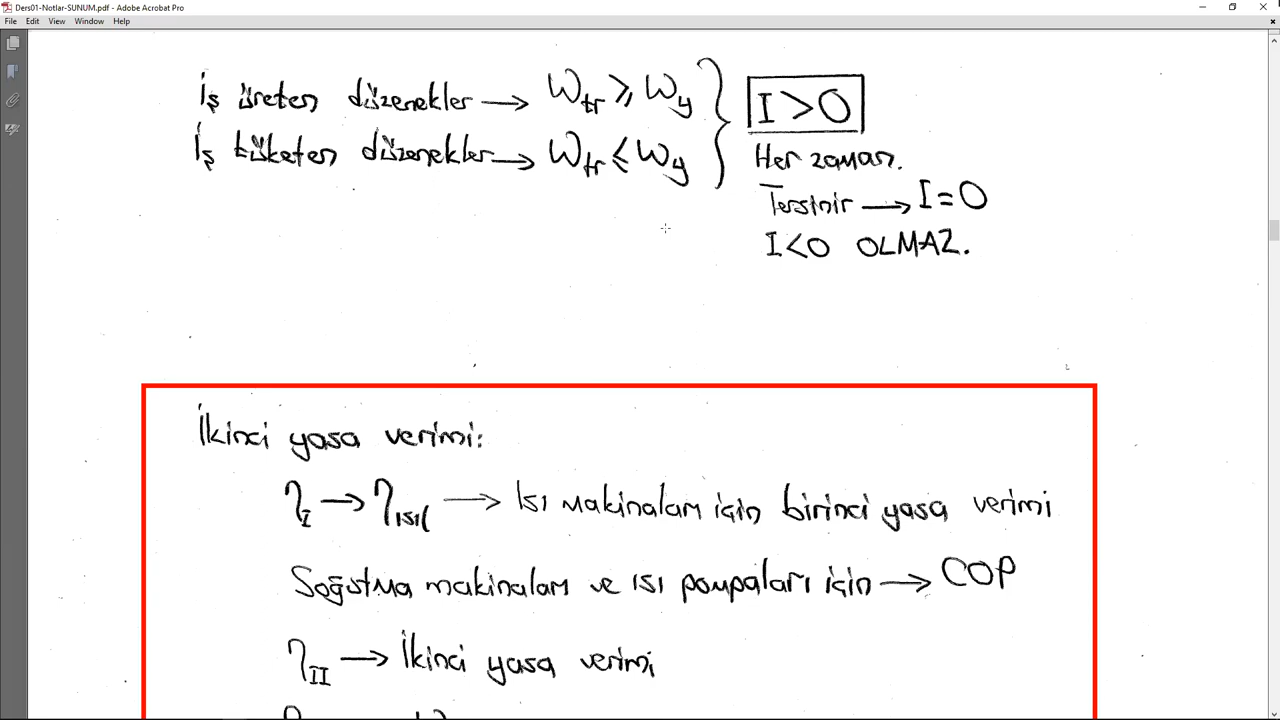 Ders01-Notlar-SUNUM.pdf - Adobe Acrobat Pro
File Edit View Window Help
İş üreten düzenekler → Wtr ≥ Wy
İş tüketen düzenekler → Wtr ≤ Wy
I > 0
Her zaman.
Tersinir → I = 0
I < 0 OLMAZ.
İkinci yasa verimi:
ηI → ηısıl → Isı makinaları için birinci yasa verimi
Soğutma makinaları ve ısı pompaları için → COP
ηII → İkinci yasa verimi